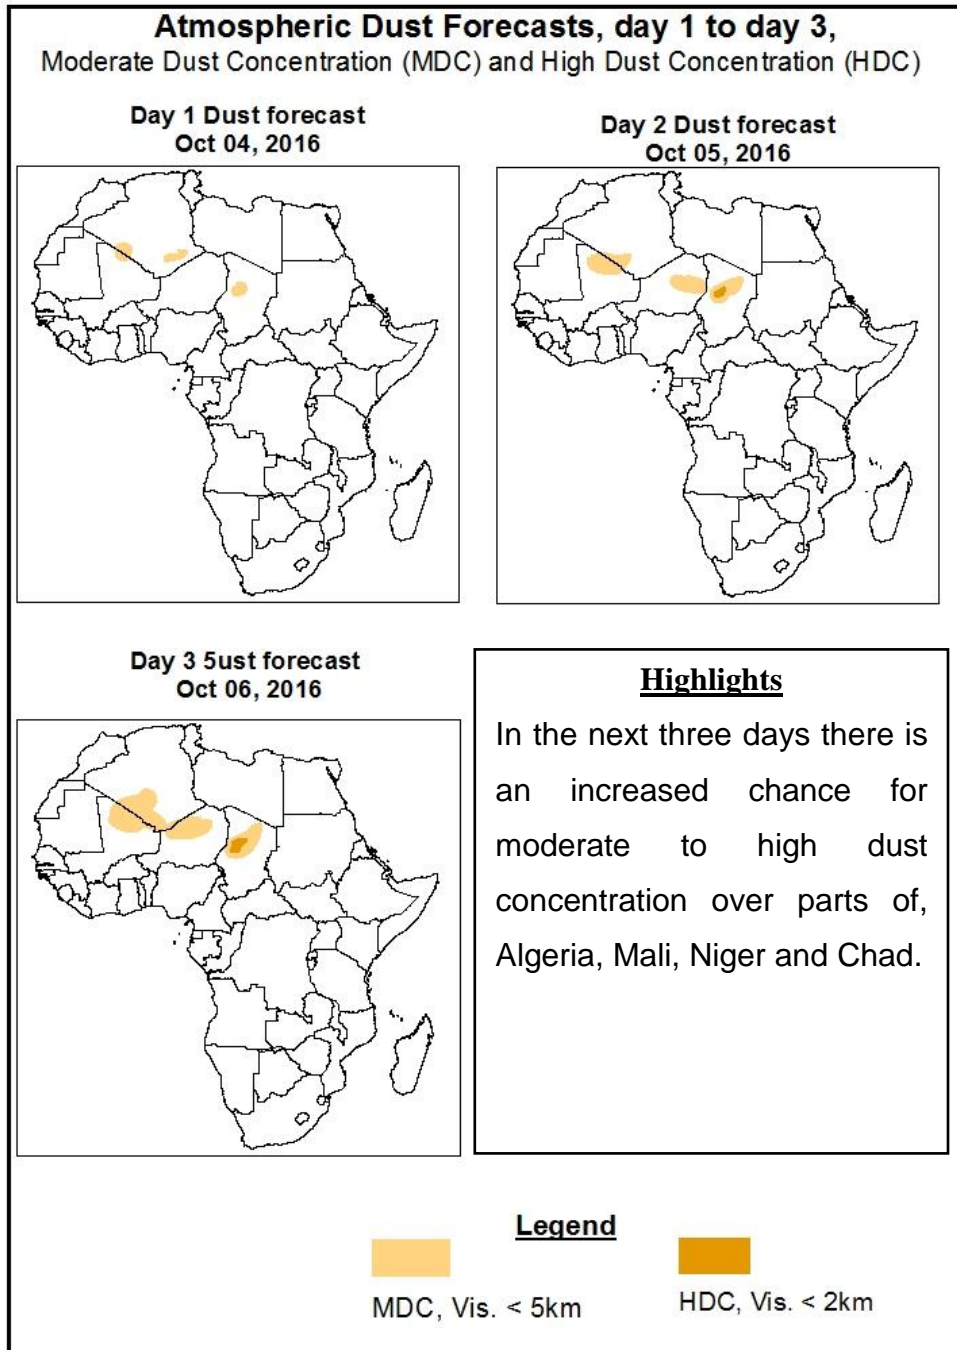 Atmospheric Dust Forecasts, day 1 to day 3,
Moderate Dust Concentration (MDC) and High Dust Concentration (HDC)
Day 1 Dust forecast
Oct 04, 2016
Day 2 Dust forecast
Oct 05, 2016
Day 3 5ust forecast
Oct 06, 2016
Highlights
In the next three days there is
an increased chance for
moderate to high dust
concentration over parts of,
Algeria, Mali, Niger and Chad.
Legend
MDC, Vis. < 5km
HDC, Vis. < 2km